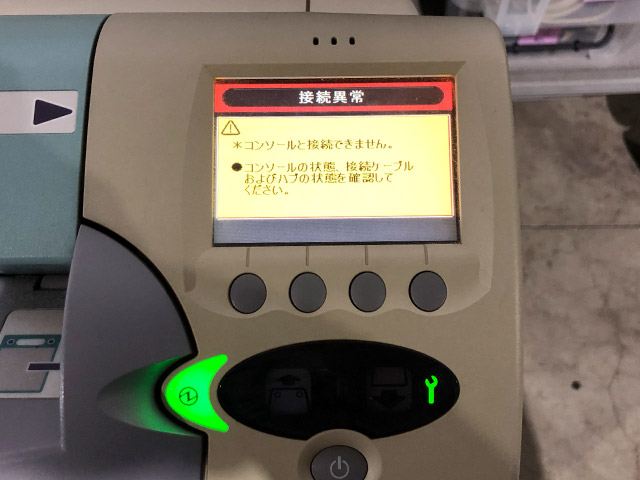 接続異常
＊コンソールと接続できません。
●コンソールの状態、接続ケーブル
およびハブの状態を確認して
ください。